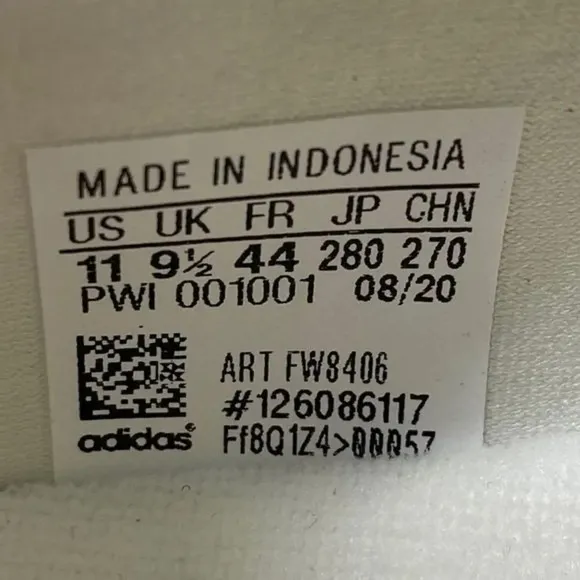 MADE IN INDONESIA
US UK FR JP CHN
11 9½ 44 280 270
PWI 001001 08/20
ART FW8406
#126086117
adidas Ff8Q1Z4>00057